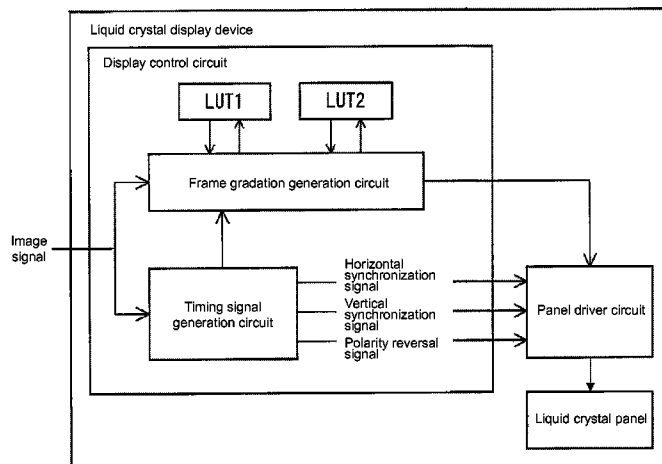 Liquid crystal display device
Display control circuit
LUT1
LUT2
Frame gradation generation circuit
Image
signal
Timing signal
generation circuit
Horizontal
synchronization
signal
Vertical
synchronization
signal
Polarity reversal
signal
Panel driver circuit
Liquid crystal panel